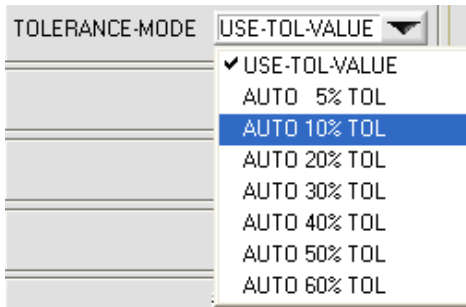 TOLERANCE-MODE USE-TOL-VALUE
USE-TOL-VALUE
AUTO 5% TOL
AUTO 10% TOL
AUTO 20% TOL
AUTO 30% TOL
AUTO 40% TOL
AUTO 50% TOL
AUTO 60% TOL